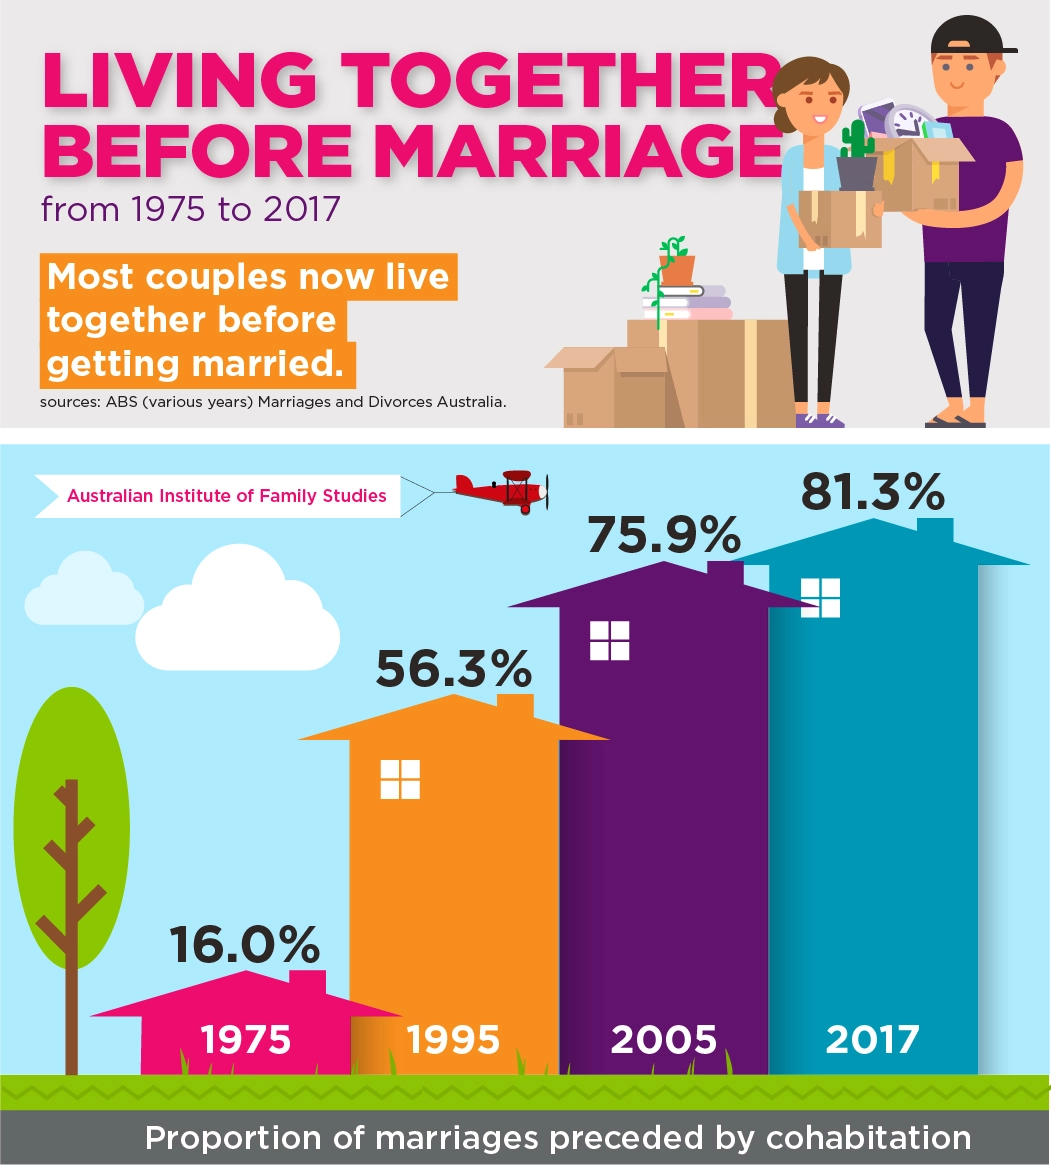 LIVING TOGETHER
BEFORE MARRIAGE
from 1975 to 2017
Most couples now live
together before
getting married.
sources: ABS (various years) Marriages and Divorces Australia.
Australian Institute of Family Studies
81.3%
75.9%
56.3%
16.0%
1975
1995
2005
2017
Proportion of marriages preceded by cohabitation